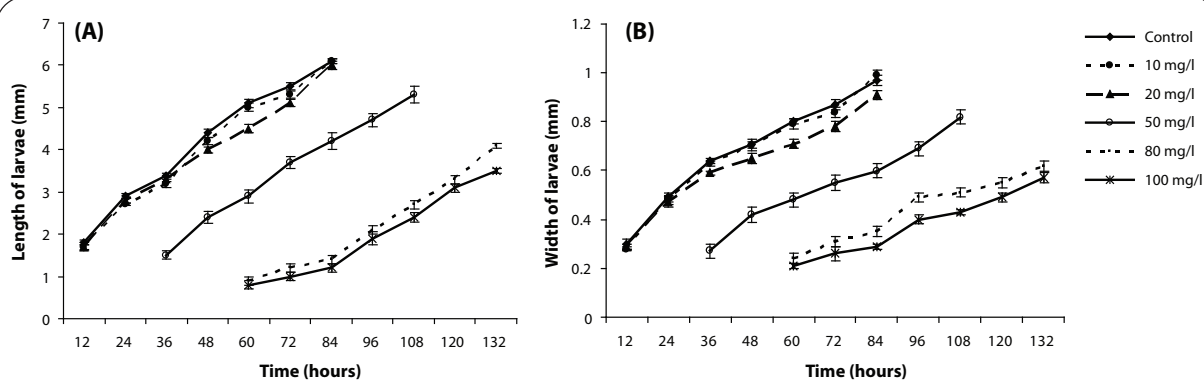 (A)
Length of larvae (mm)
7
6
5
4
3
2
1
0
12 24 36 48 60 72 84 96 108 120 132
Time (hours)
(B)
Width of larvae (mm)
1.2
1
0.8
0.6
0.4
0.2
0
12 24 36 48 60 72 84 96 108 120 132
Time (hours)
Control
10 mg/l
20 mg/l
50 mg/l
80 mg/l
100 mg/l